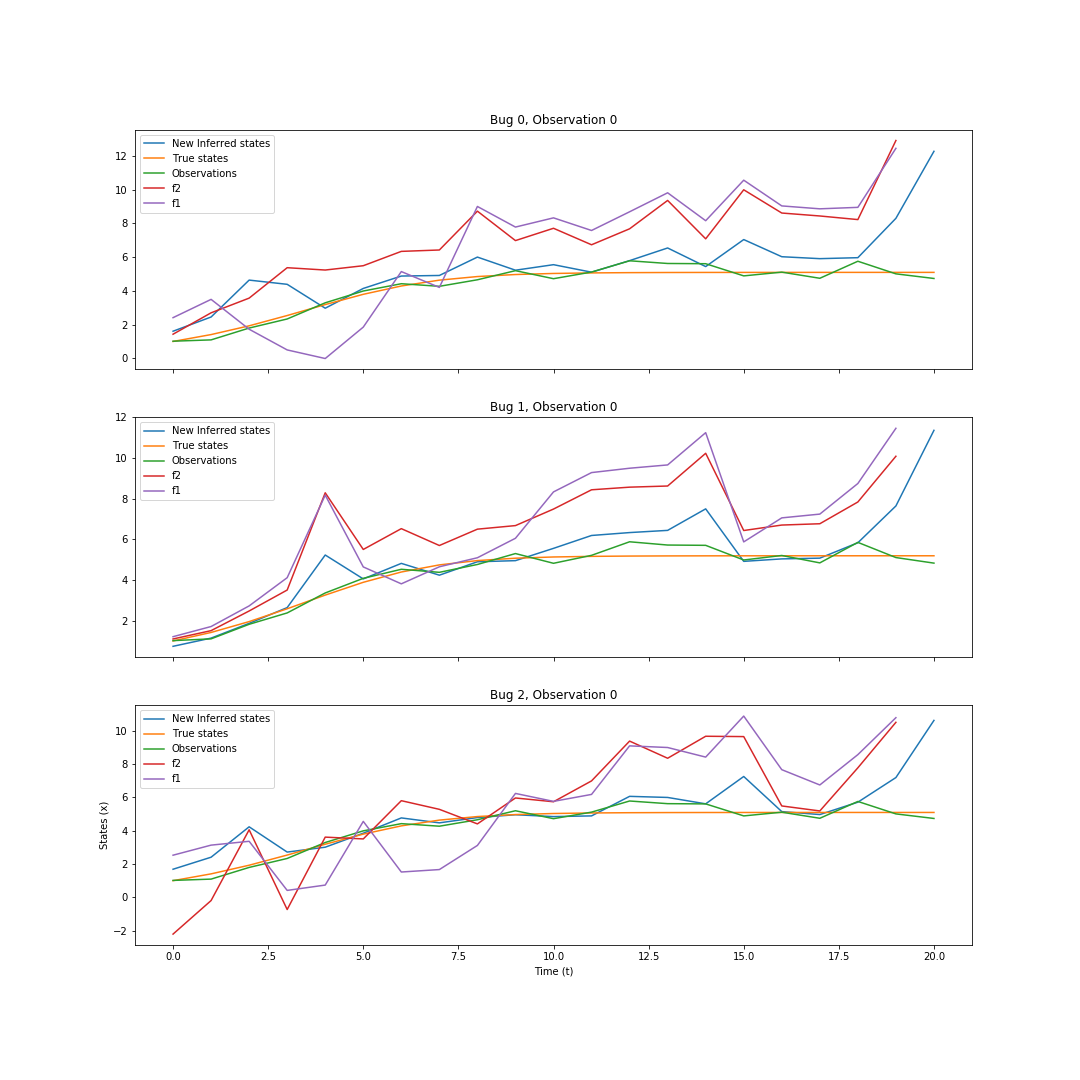 Bug 0, Observation 0
New Inferred states
True states
Observations
f2
f1
12
10
8
6
4
2
0
Bug 1, Observation 0
New Inferred states
True states
Observations
f2
f1
12
10
8
6
4
2
Bug 2, Observation 0
New Inferred states
True states
Observations
f2
f1
10
8
6
4
2
0
−2
States (x)
0.0 2.5 5.0 7.5 10.0 12.5 15.0 17.5 20.0
Time (t)